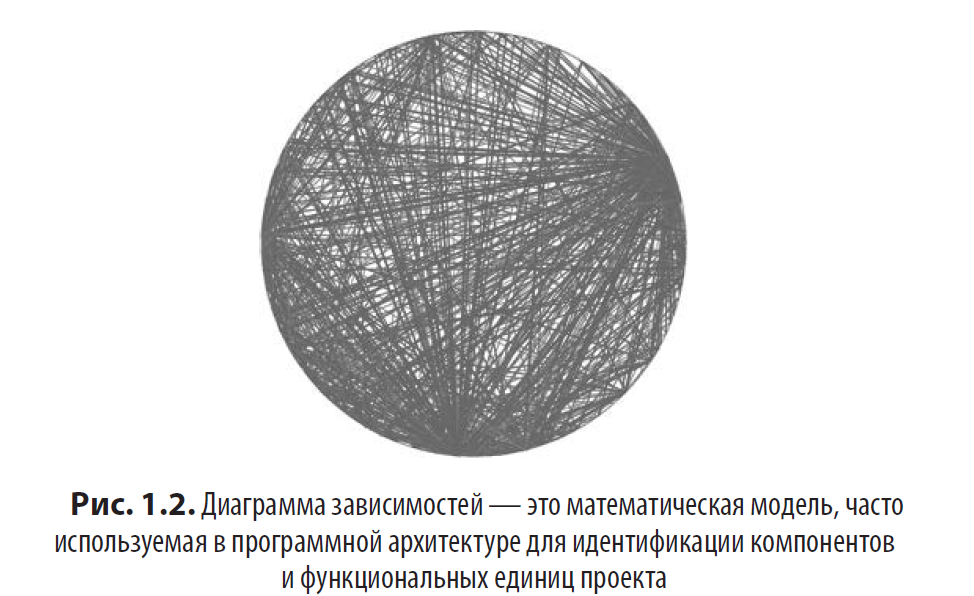 Рис. 1.2. Диаграмма зависимостей — это математическая модель, часто
используемая в программной архитектуре для идентификации компонентов
и функциональных единиц проекта